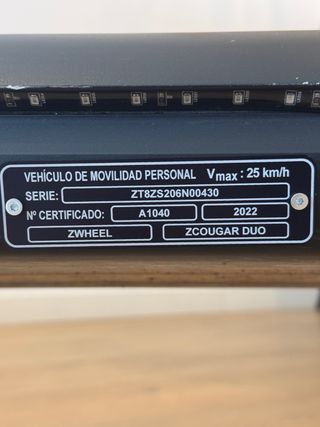 VEHÍCULO DE MOVILIDAD PERSONAL Vmax : 25 km/h
SERIE: ZT8ZS206N00430
Nº CERTIFICADO: A1040 2022
ZWHEEL ZCOUGAR DUO